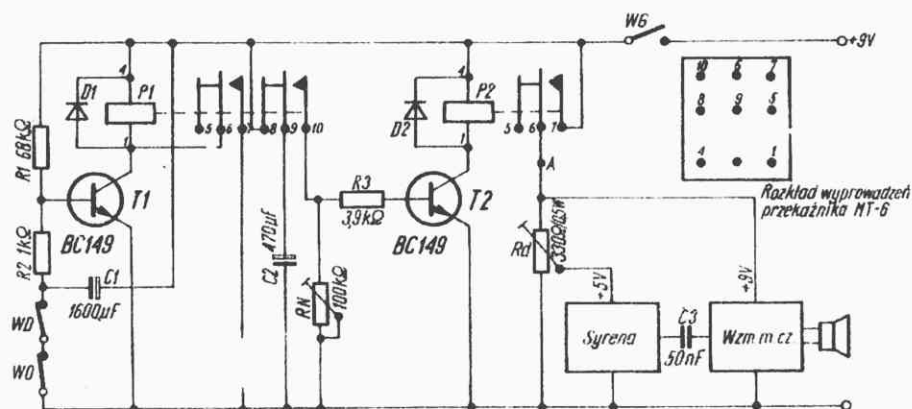 WG
+9V
D1
4
P1
1
5 6 7 8 9 10
D2
4
P2
1
5 6 7
A
10 6 7
8 9 5
4 1
Rozkład wyprowadzeń
przekaźnika MT-6
R1 68kΩ
T1
BC149
R2 1kΩ
C1
1600μF
WD
WO
C2 470μF
R3
3,9kΩ
T2
BC149
RN 100kΩ
Rd 330Ω/0,5W
+5V
+9V
Syrena
C3
50nF
Wzm m cz